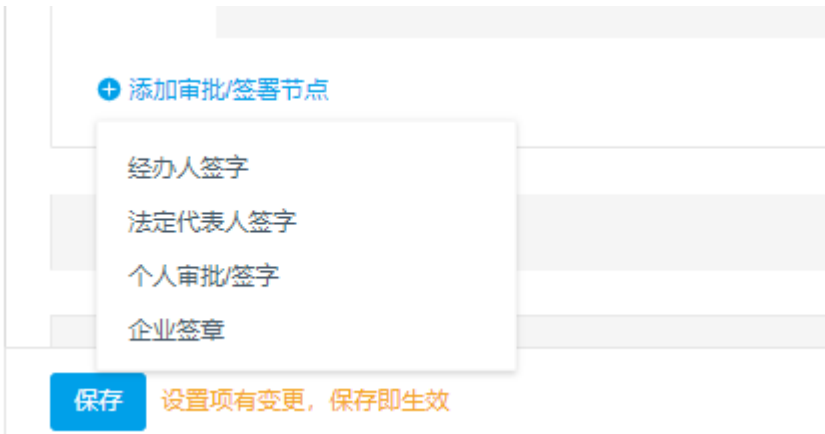 添加审批/签署节点
经办人签字
法定代表人签字
个人审批/签字
企业签章
保存 设置项有变更，保存即生效